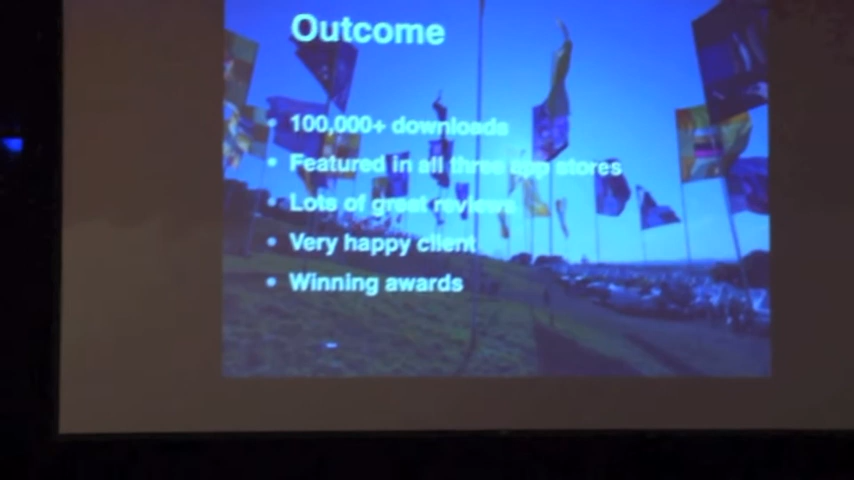 Outcome
• 100,000+ downloads
• Featured in all three app stores
• Lots of great reviews
• Very happy client
• Winning awards